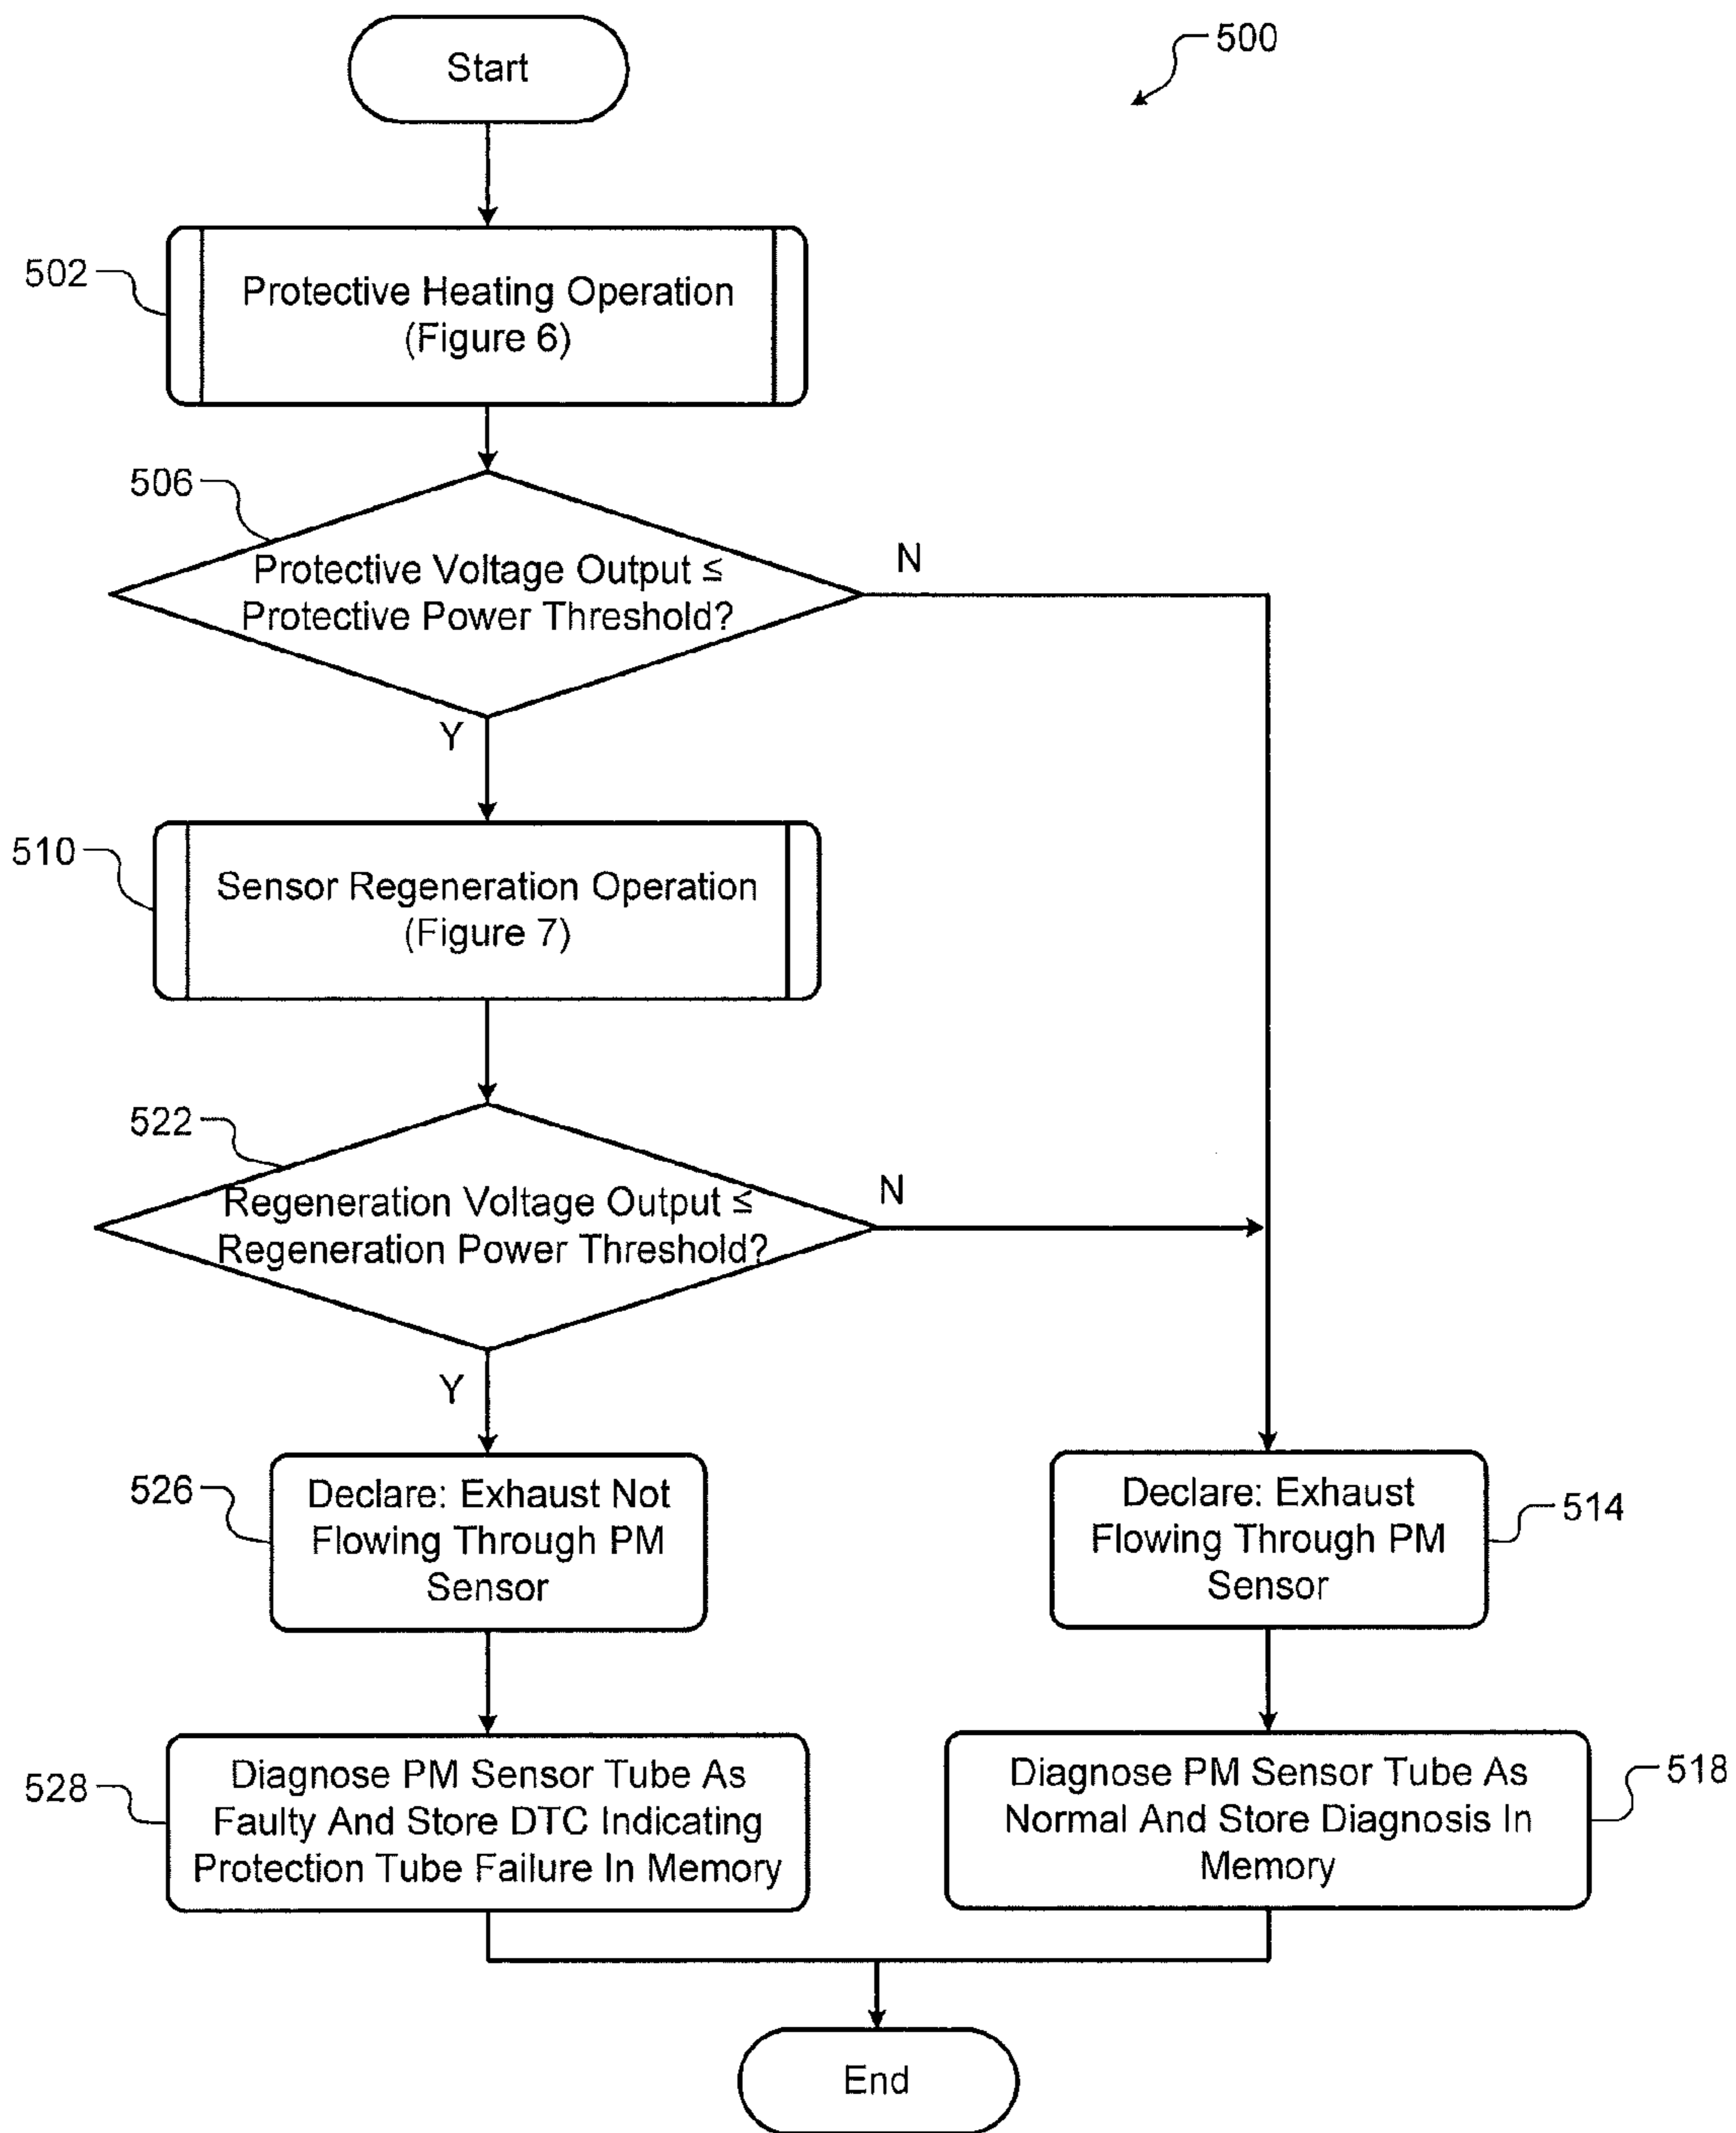 Start
500
502
Protective Heating Operation
(Figure 6)
506
Protective Voltage Output ≤
Protective Power Threshold?
N
Y
510
Sensor Regeneration Operation
(Figure 7)
522
Regeneration Voltage Output ≤
Regeneration Power Threshold?
N
Y
526
Declare: Exhaust Not
Flowing Through PM
Sensor
Declare: Exhaust
Flowing Through PM
Sensor
514
528
Diagnose PM Sensor Tube As
Faulty And Store DTC Indicating
Protection Tube Failure In Memory
Diagnose PM Sensor Tube As
Normal And Store Diagnosis In
Memory
518
End